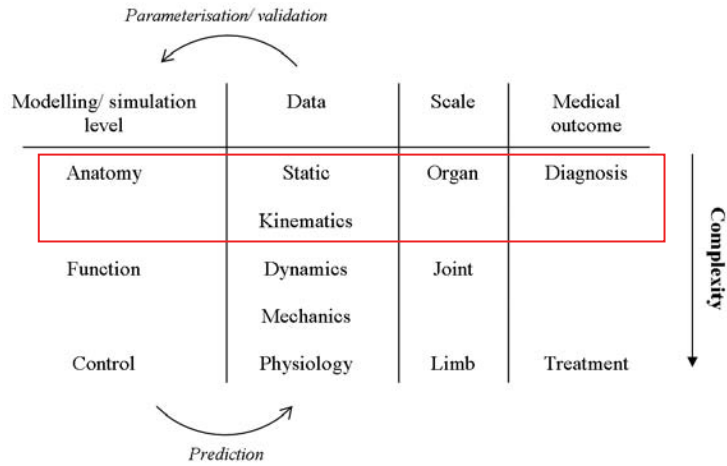 Parameterisation/ validation
Modelling/ simulation level
Data
Scale
Medical outcome
Anatomy
Static
Organ
Diagnosis
Kinematics
Function
Dynamics
Joint
Mechanics
Control
Physiology
Limb
Treatment
Complexity
Prediction